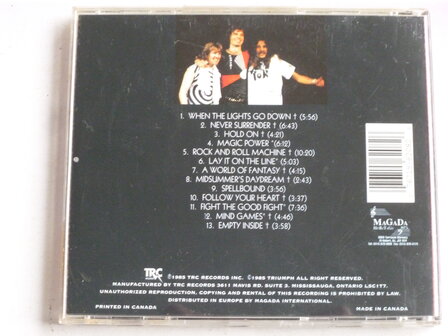 1. WHEN THE LIGHTS GO DOWN † (5:56)
2. NEVER SURRENDER † (6:43)
3. HOLD ON † (4:21)
4. MAGIC POWER *(6:12)
5. ROCK AND ROLL MACHINE † (10:20)
6. LAY IT ON THE LINE* (5:03)
7. A WORLD OF FANTASY † (4:15)
8. MIDSUMMER'S DAYDREAM † (2:43)
9. SPELLBOUND (3:56)
10. FOLLOW YOUR HEART † (3:37)
11. FIGHT THE GOOD FIGHT* (7:36)
12. MIND GAMES* † (4:46)
13. EMPTY INSIDE † (3:58)
MAGADA
TRC
©1985 TRC RECORDS INC. ©1985 TRIUMPH ALL RIGHT RESERVED.
MANUFACTURED BY TRC RECORDS 3611 MAVIS RD. SUITE 3. MISSISSAUGA. ONTARIO L5C1T7.
UNAUTHORIZED REPRODUCTION. COPYING AND RENTAL OF THIS RECORDING IS PROHIBITED BY LAW.
PRINTED IN CANADA
DISTRIBUTED IN EUROPE BY MAGADA INTERNATIONAL.
MADE IN CANADA